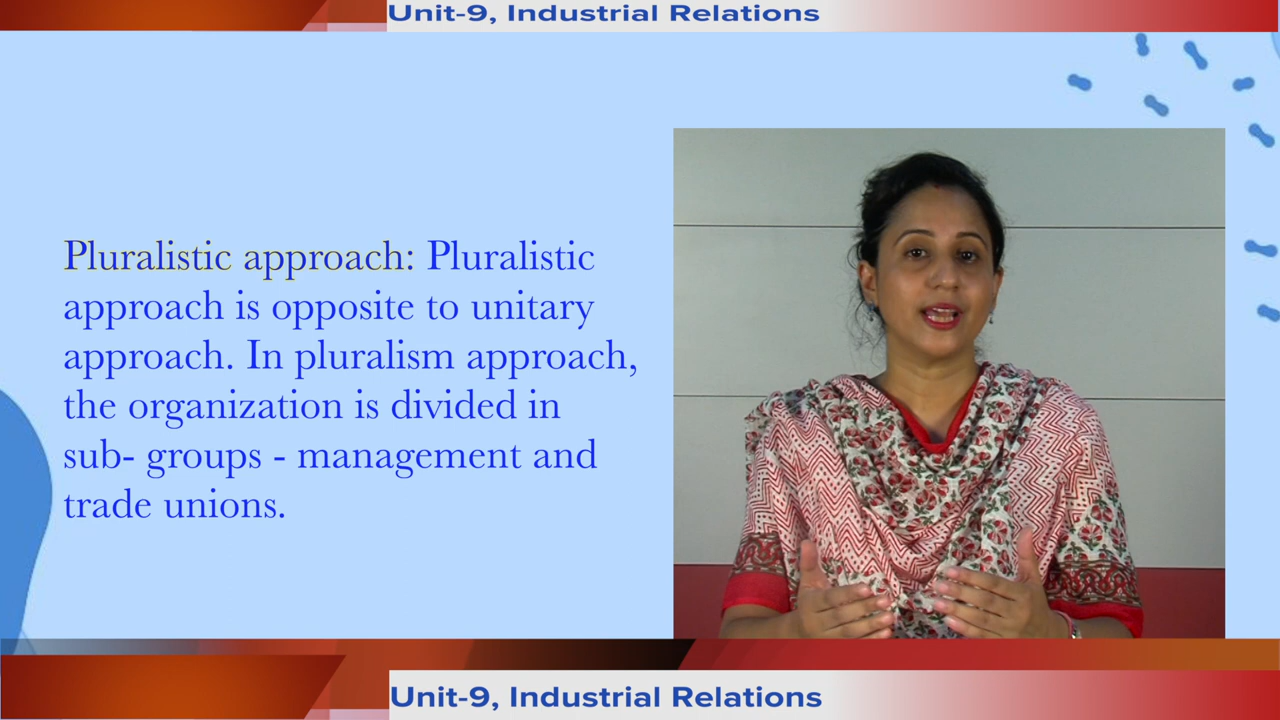 Unit-9, Industrial Relations
Pluralistic approach: Pluralistic
approach is opposite to unitary
approach. In pluralism approach,
the organization is divided in
sub- groups - management and
trade unions.
Unit-9, Industrial Relations